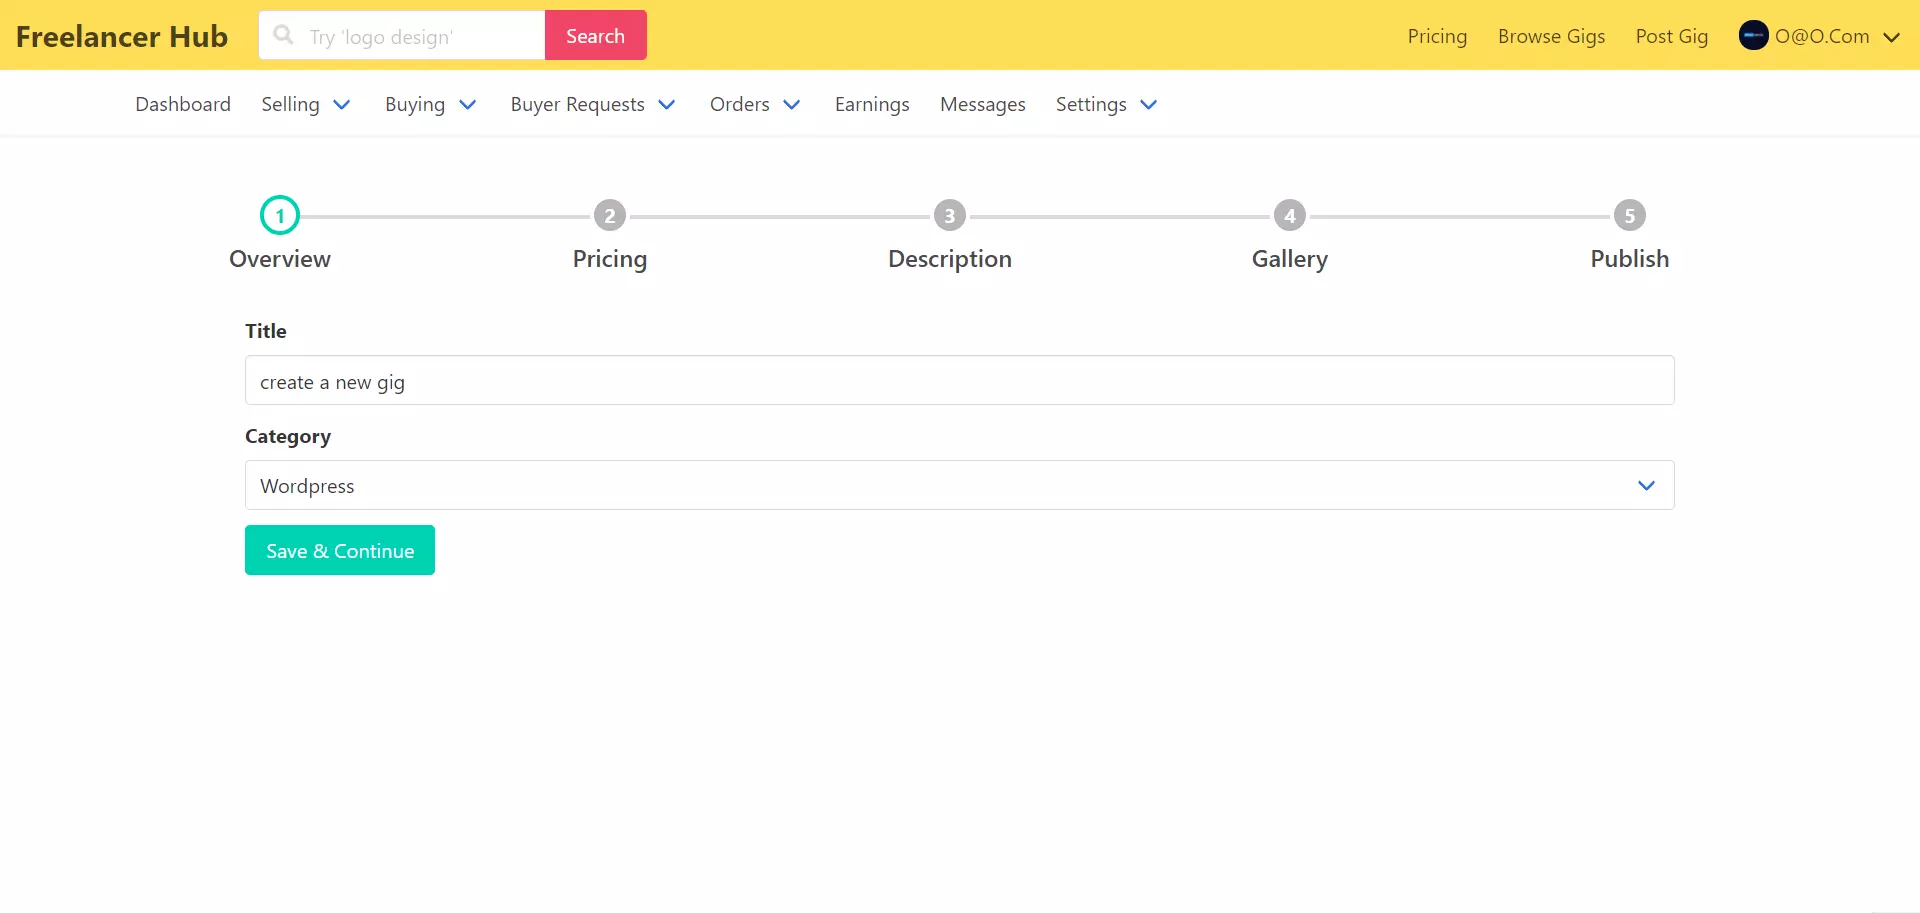 Freelancer Hub Try 'logo design' Search Pricing Browse Gigs Post Gig O@O.Com
Dashboard Selling Buying Buyer Requests Orders Earnings Messages Settings
1 2 3 4 5
Overview Pricing Description Gallery Publish
Title
create a new gig
Category
Wordpress
Save & Continue